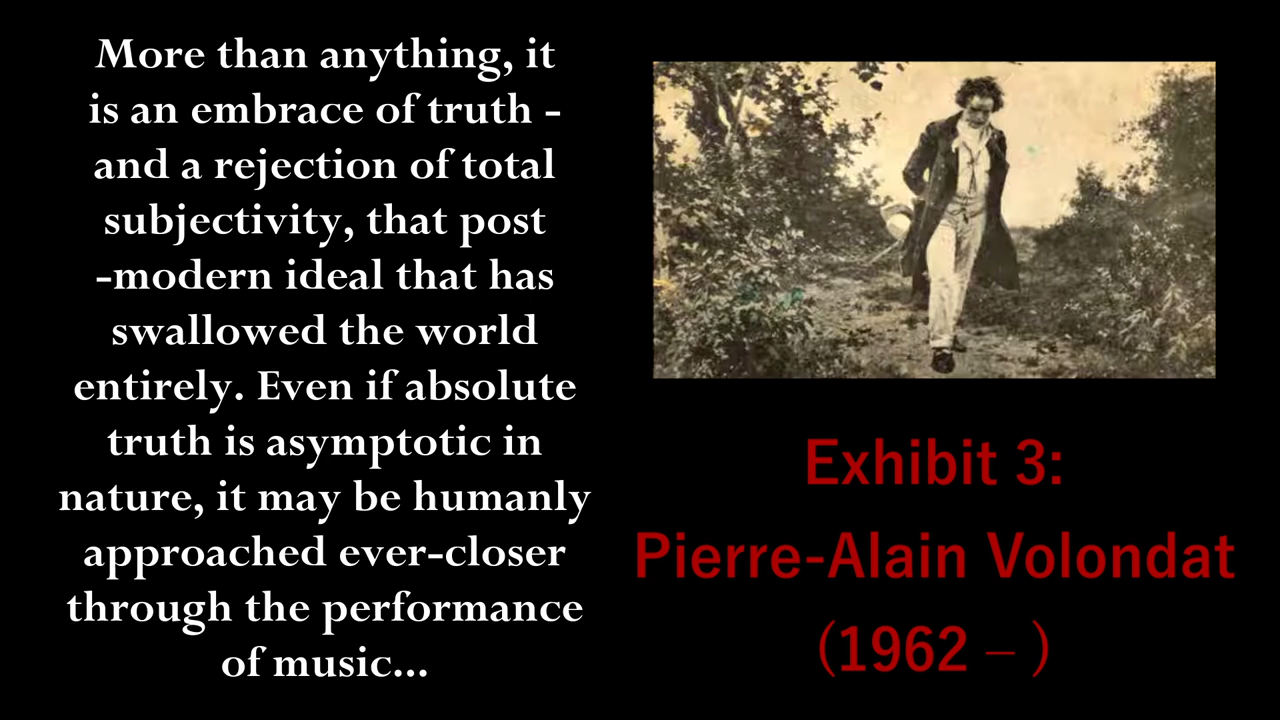 More than anything, it
is an embrace of truth -
and a rejection of total
subjectivity, that post
-modern ideal that has
swallowed the world
entirely. Even if absolute
truth is asymptotic in
nature, it may be humanly
approached ever-closer
through the performance
of music...
Exhibit 3:
Pierre-Alain Volondat
(1962 – )